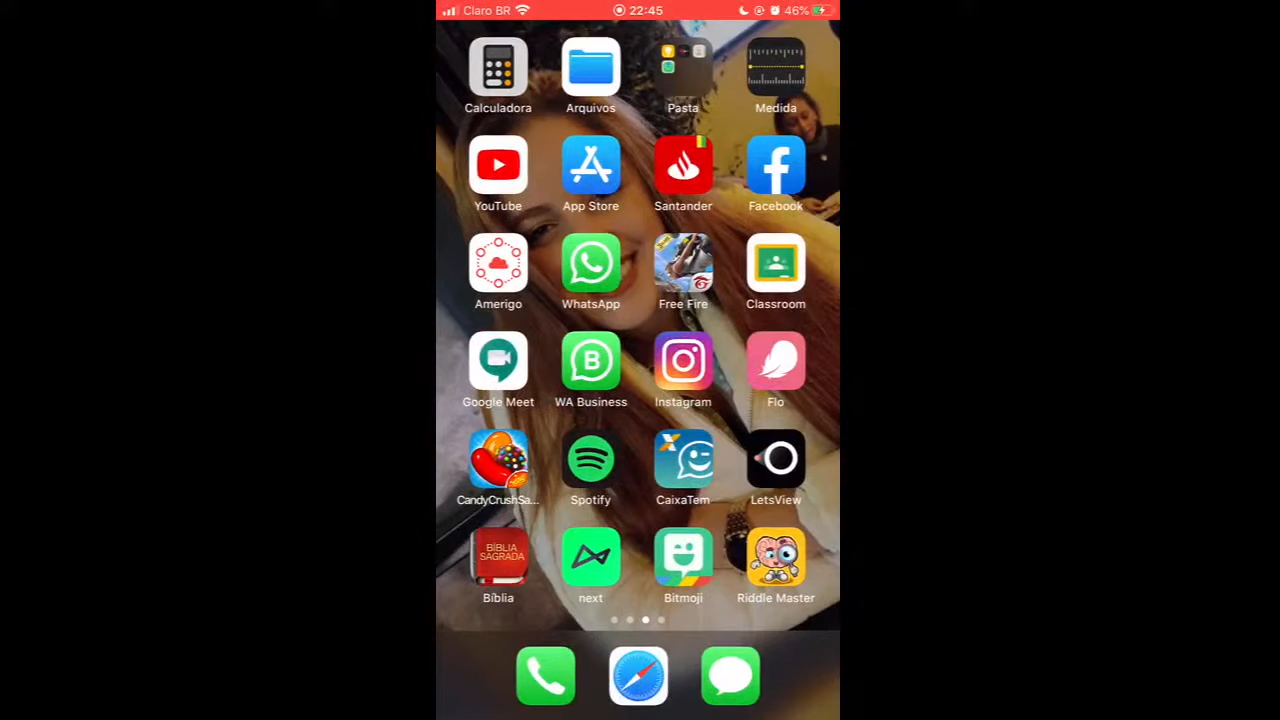 Claro BR 22:45 46%
Calculadora Arquivos Pasta Medida
YouTube App Store Santander Facebook
Amerigo WhatsApp Free Fire Classroom
Google Meet WA Business Instagram Flo
CandyCrushSa... Spotify CaixaTem LetsView
BÍBLIA
SAGRADA
Bíblia next Bitmoji Riddle Master